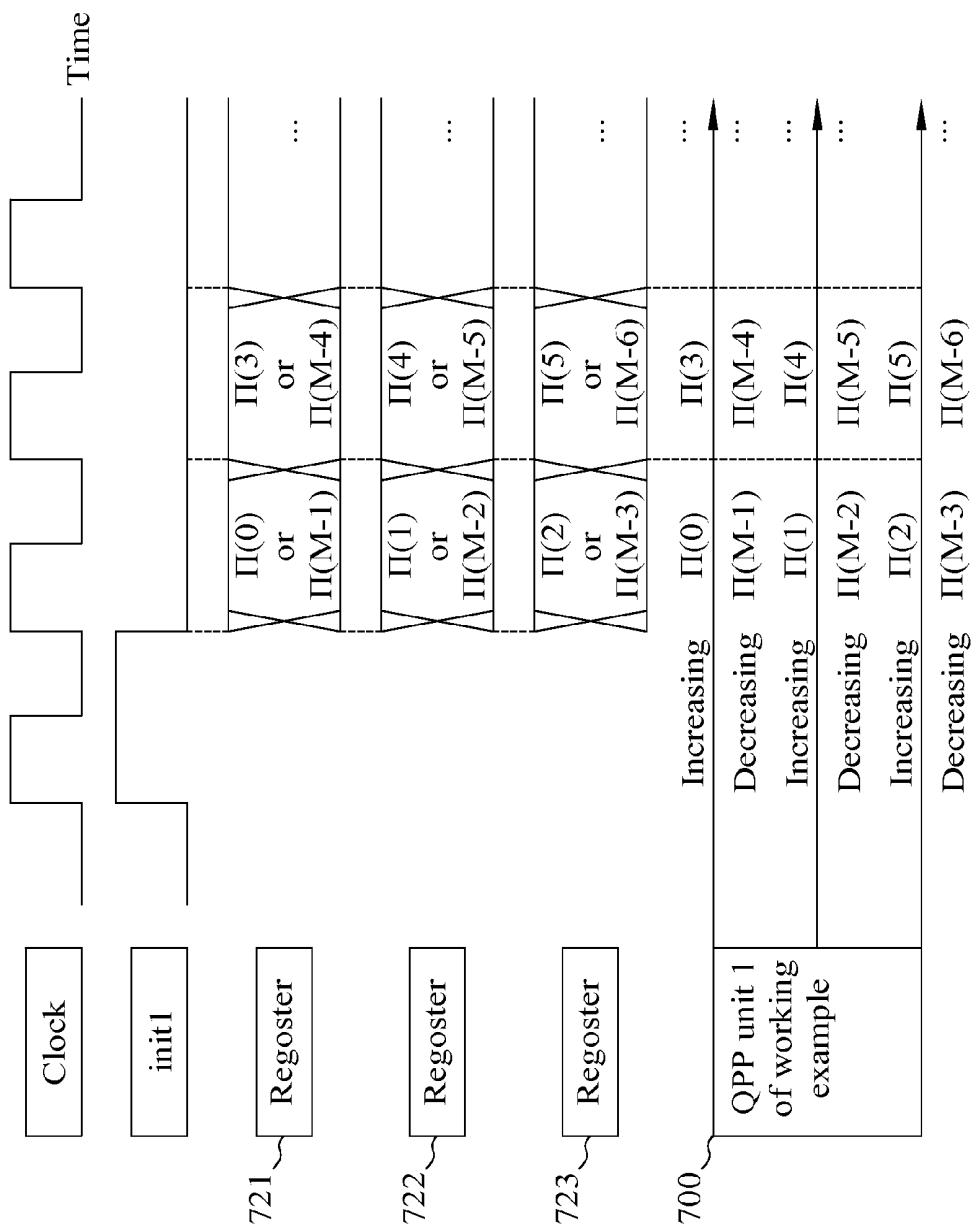 Clock
Time
init1
721
Regoster
Π(0)
or
Π(M-1)
Π(3)
or
Π(M-4)
...
722
Regoster
Π(1)
or
Π(M-2)
Π(4)
or
Π(M-5)
...
723
Regoster
Π(2)
or
Π(M-3)
Π(5)
or
Π(M-6)
...
700
QPP unit 1
of working
example
Increasing Π(0) Π(3) ...
Decreasing Π(M-1) Π(M-4) ...
Increasing Π(1) Π(4) ...
Decreasing Π(M-2) Π(M-5) ...
Increasing Π(2) Π(5) ...
Decreasing Π(M-3) Π(M-6) ...